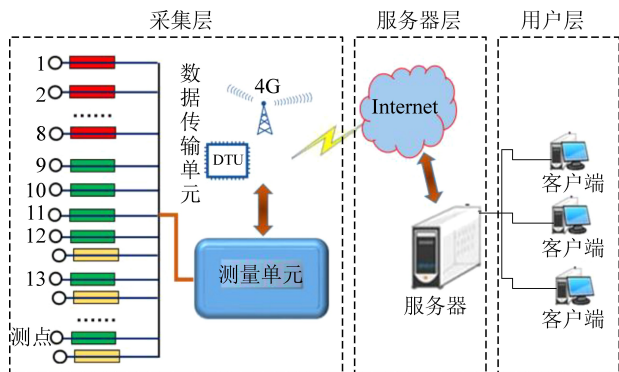 采集层
服务器层
用户层
1
2
……
8
9
10
11
12
13
……
测点
数据传输单元
4G
DTU
测量单元
Internet
服务器
客户端
客户端
客户端